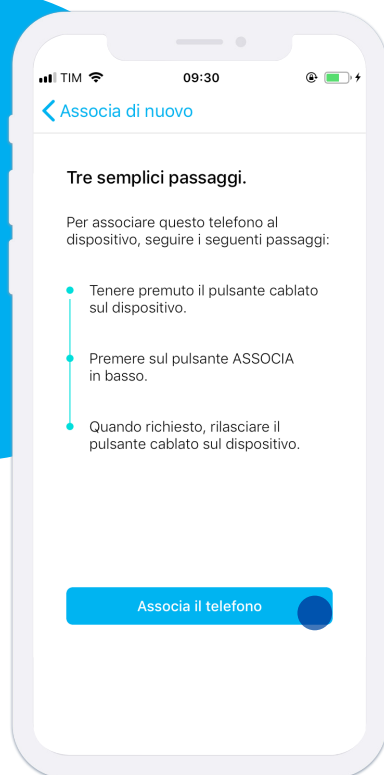 TIM 09:30
Associa di nuovo
Tre semplici passaggi.
Per associare questo telefono al
dispositivo, seguire i seguenti passaggi:
Tenere premuto il pulsante cablato
sul dispositivo.
Premere sul pulsante ASSOCIA
in basso.
Quando richiesto, rilasciare il
pulsante cablato sul dispositivo.
Associa il telefono